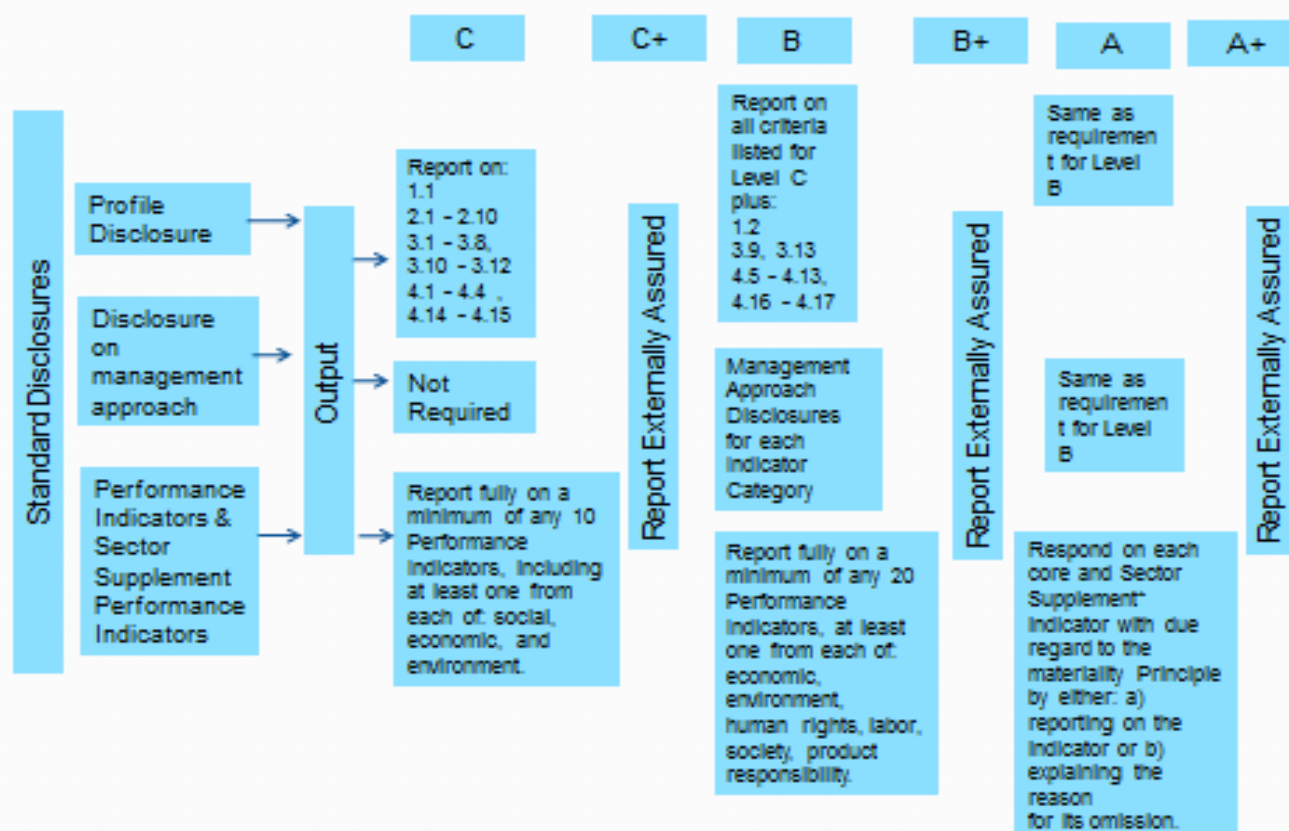 C
C+
B
B+
A
A+
Standard Disclosures
Profile
Disclosure
Disclosure
on
management
approach
Performance
Indicators &
Sector
Supplement
Performance
Indicators
Output
Report on:
1.1
2.1 – 2.10
3.1 – 3.8,
3.10 – 3.12
4.1 – 4.4 ,
4.14 – 4.15
Not
Required
Report fully on a
minimum of any 10
Performance
Indicators, including
at least one from
each of: social,
economic, and
environment.
Report Externally Assured
Report on
all criteria
listed for
Level C
plus:
1.2
3.9, 3.13
4.5 – 4.13,
4.16 – 4.17
Management
Approach
Disclosures
for each
Indicator
Category
Report fully on a
minimum of any 20
Performance
Indicators, at least
one from each of:
economic,
environment,
human rights, labor,
society, product
responsibility.
Report Externally Assured
Same as
requiremen
t for Level
B
Same as
requiremen
t for Level
B
Respond on each
core and Sector
Supplement*
Indicator with due
regard to the
materiality Principle
by either: a)
reporting on the
Indicator or b)
explaining the
reason
for its omission.
Report Externally Assured